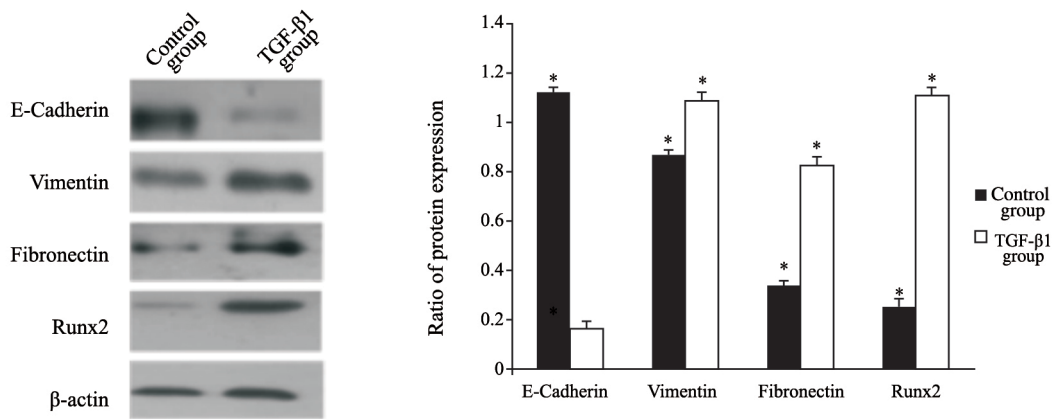 Control
group
TGF-β1
group
E-Cadherin
Vimentin
Fibronectin
Runx2
β-actin
Ratio of protein expression
1.4
1.2
1
0.8
0.6
0.4
0.2
0
*
*
*
*
*
*
*
*
E-Cadherin Vimentin Fibronectin Runx2
Control
group
TGF-β1
group